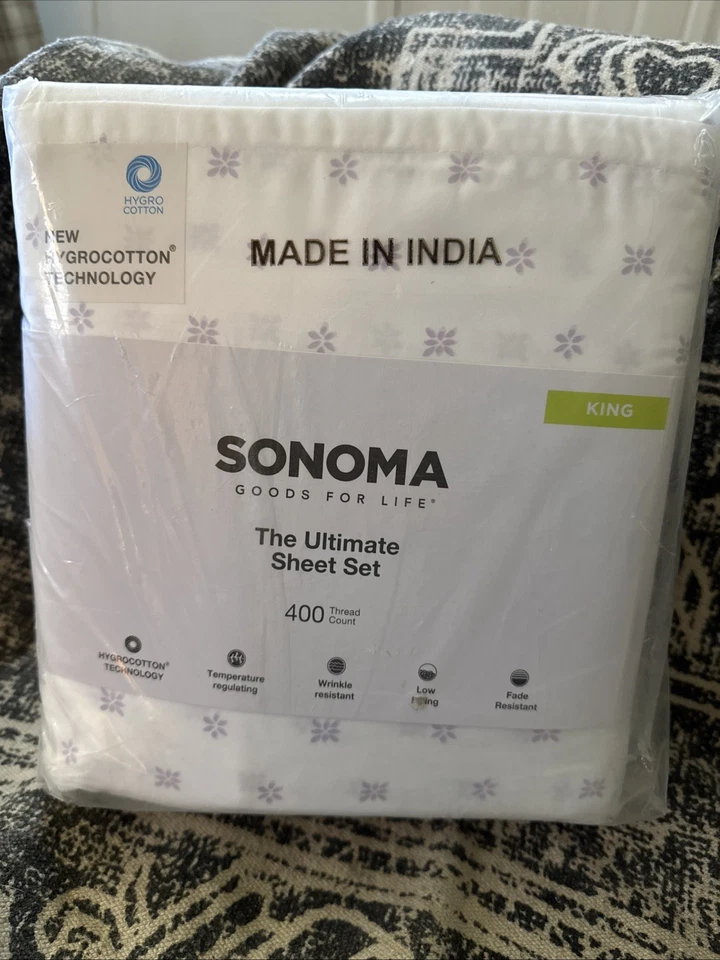 HYGRO
COTTON
NEW
HYGROCOTTON®
TECHNOLOGY
MADE IN INDIA
KING
SONOMA
GOODS FOR LIFE®
The Ultimate
Sheet Set
400 Thread
Count
HYGROCOTTON®
TECHNOLOGY
Temperature
regulating
Wrinkle
resistant
Low
Fade
Resistant